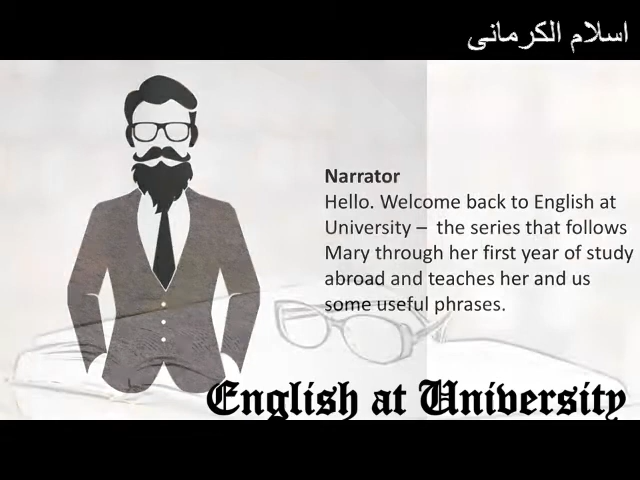 اسلام الكرمانى
Narrator
Hello. Welcome back to English at
University – the series that follows
Mary through her first year of study
abroad and teaches her and us
some useful phrases.
English at University